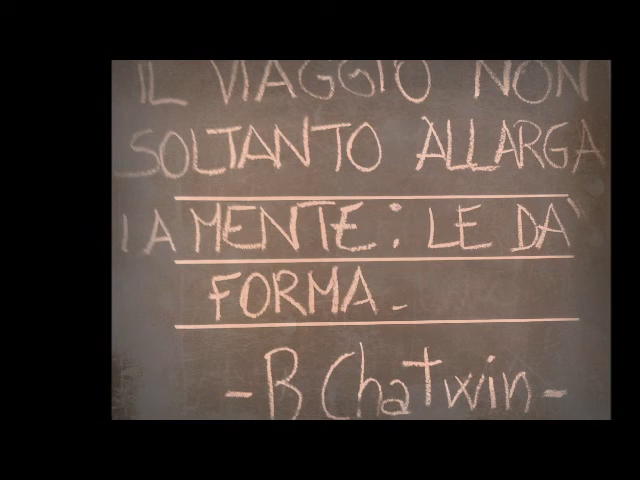 IL VIAGGIO NON
SOLTANTO ALLARGA
LA MENTE: LE DA'
FORMA.
- B Chatwin -